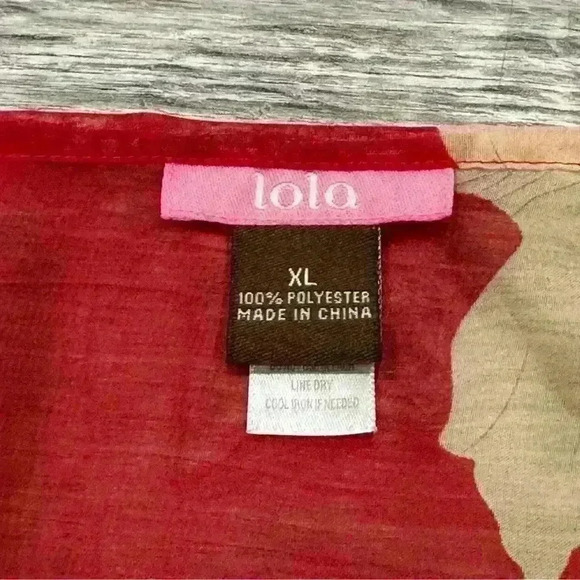 lola
XL
100% POLYESTER
MADE IN CHINA
LINE DRY
COOL IRON IF NEEDED